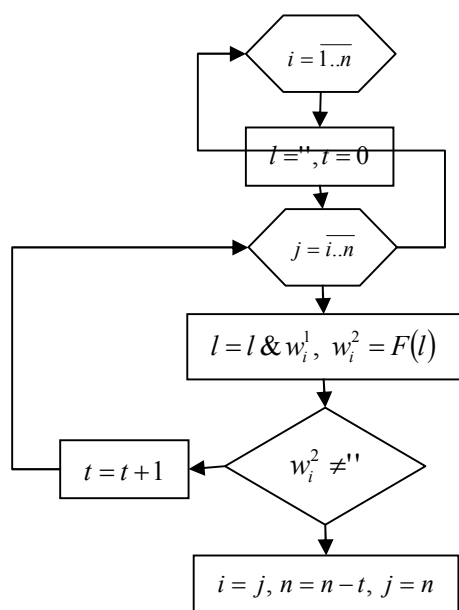 i = 1..n
l ='', t = 0
j = i..n
l = l & w_i^1, w_i^2 = F(l)
w_i^2 ≠''
t = t + 1
i = j, n = n − t, j = n